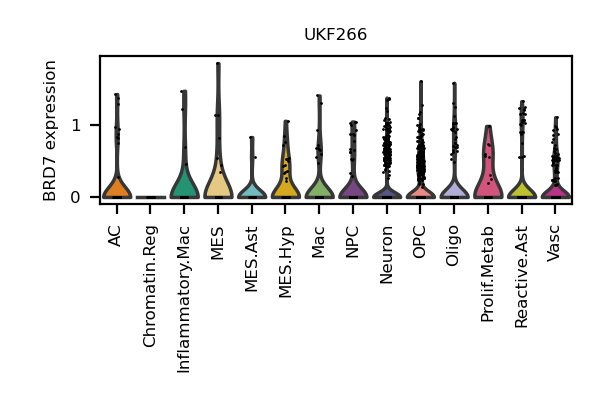 UKF266
BRD7 expression
1
0
AC
Chromatin.Reg
Inflammatory.Mac
MES
MES.Ast
MES.Hyp
Mac
NPC
Neuron
OPC
Oligo
Prolif.Metab
Reactive.Ast
Vasc